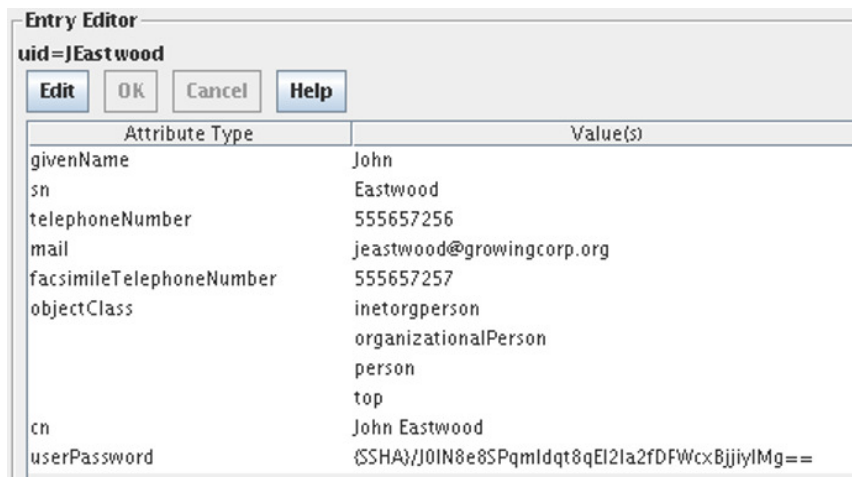 Entry Editor
uid=JEastwood
Edit OK Cancel Help
Attribute Type Value(s)
givenName John
sn Eastwood
telephoneNumber 555657256
mail jeastwood@growingcorp.org
facsimileTelephoneNumber 555657257
objectClass inetorgperson
organizationalPerson
person
top
cn John Eastwood
userPassword {SSHA}/J0IN8e8SPqmIdqt8qEI2Ia2fDFWcxBjjiyIMg==